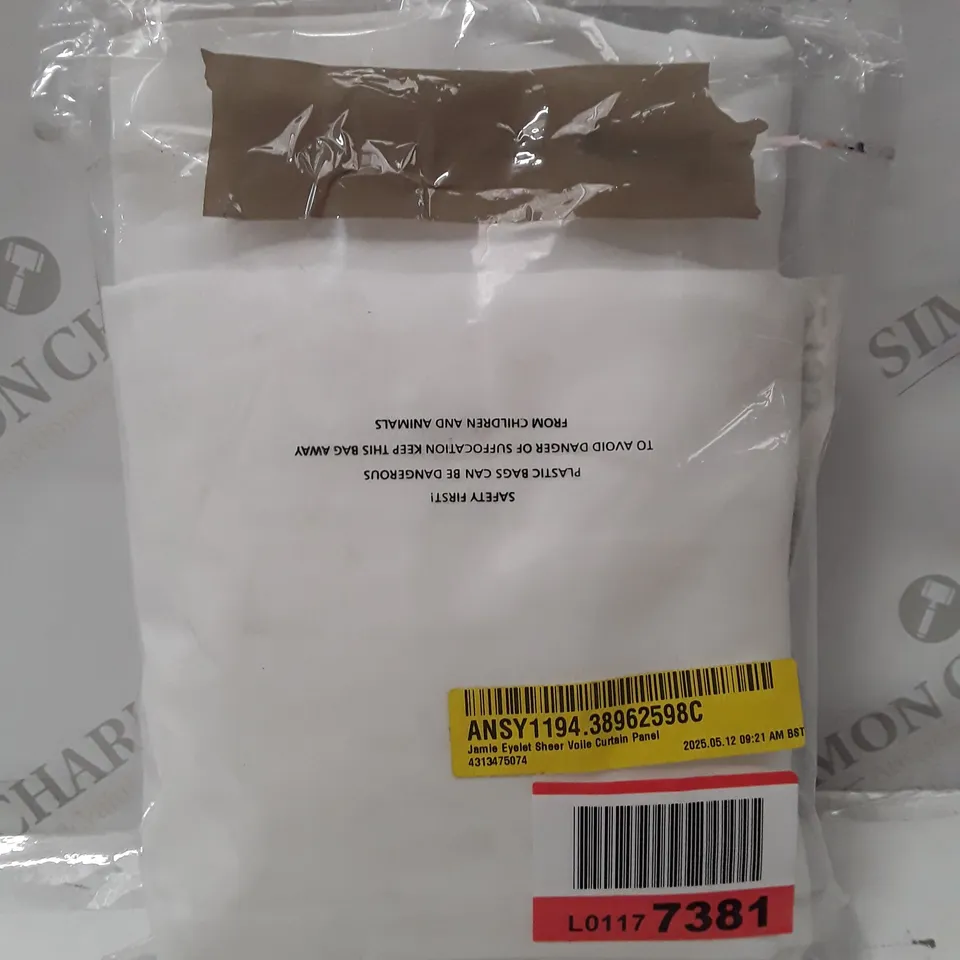 SAFETY FIRST!
PLASTIC BAGS CAN BE DANGEROUS
TO AVOID DANGER OF SUFFOCATION KEEP THIS BAG AWAY
FROM CHILDREN AND ANIMALS
ANSY1194.38962598C
Jamie Eyelet Sheer Voile Curtain Panel
2025.05.12 09:21 AM BST
4313475074
L0117 7381